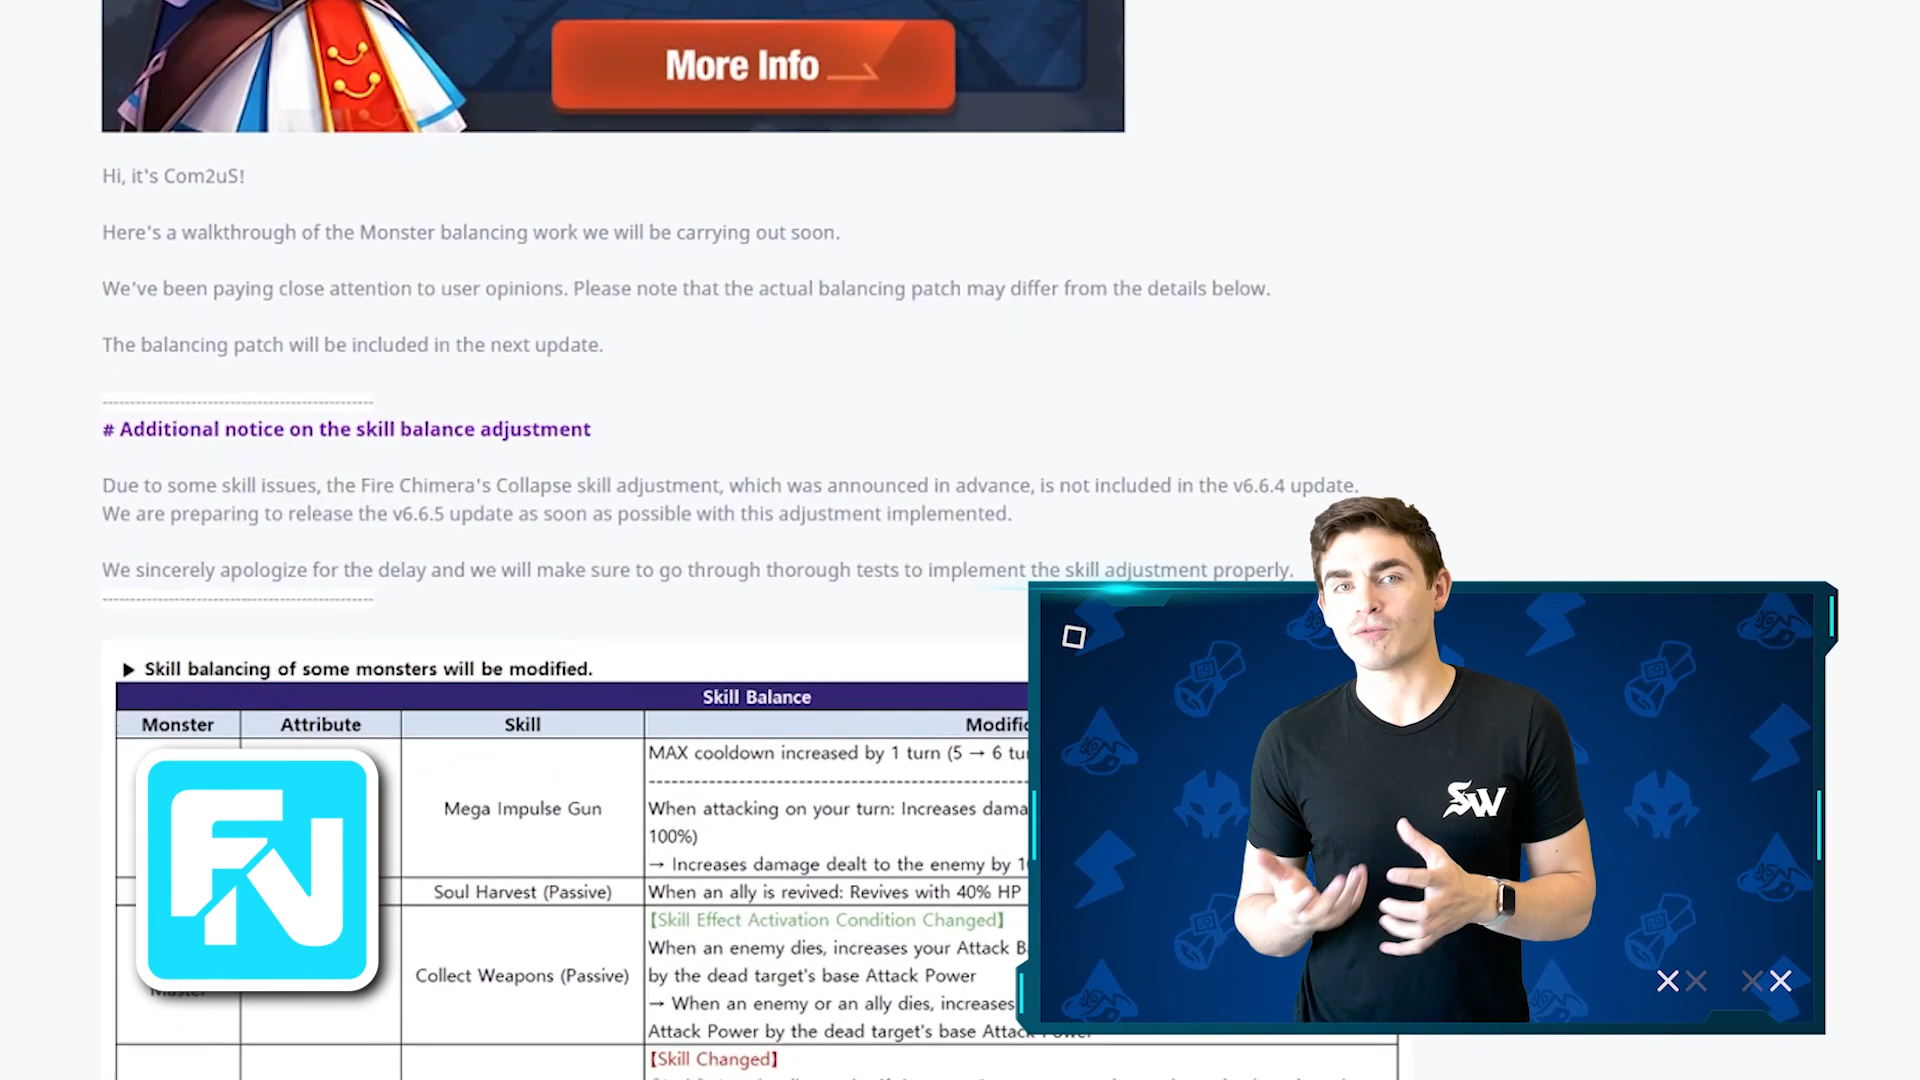 More Info
Hi, it's Com2uS!
Here's a walkthrough of the Monster balancing work we will be carrying out soon.
We've been paying close attention to user opinions. Please note that the actual balancing patch may differ from the details below.
The balancing patch will be included in the next update.
------------------------------------------------
# Additional notice on the skill balance adjustment
Due to some skill issues, the Fire Chimera's Collapse skill adjustment, which was announced in advance, is not included in the v6.6.4 update.
We are preparing to release the v6.6.5 update as soon as possible with this adjustment implemented.
We sincerely apologize for the delay and we will make sure to go through thorough tests to implement the skill adjustment properly.
------------------------------------------------
▶ Skill balancing of some monsters will be modified.
Skill Balance
Monster Attribute Skill
MAX cooldown increased by 1 turn (5 → 6
Mega Impulse Gun
When attacking on your turn: Increases
100%)
→ Increases damage dealt to the enemy by
Soul Harvest (Passive) When an ally is revived: Revives with 40% HP
【Skill Effect Activation Condition Changed】
When an enemy dies, increases your Attack
by the dead target's base Attack Power
Collect Weapons (Passive)
→ When an enemy or an ally dies, increases
Attack Power by the dead target's base
【Skill Changed】
FN
SW